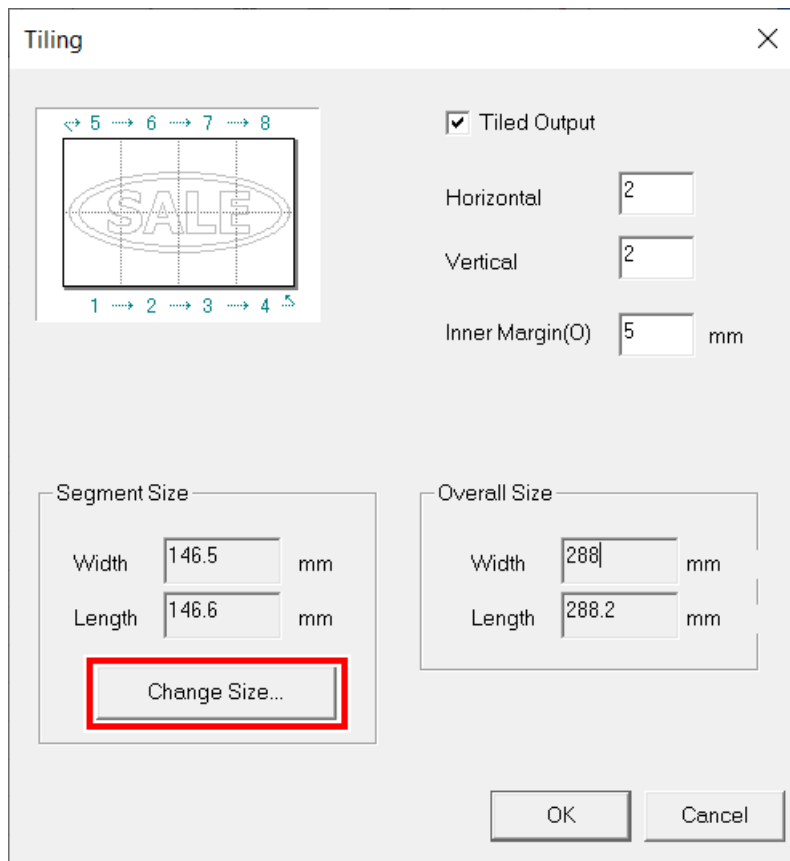 Tiling
5 6 7 8
SALE
1 2 3 4
Tiled Output
Horizontal 2
Vertical 2
Inner Margin(O) 5 mm
Segment Size
Width 146.5 mm
Length 146.6 mm
Change Size...
Overall Size
Width 288 mm
Length 288.2 mm
OK Cancel